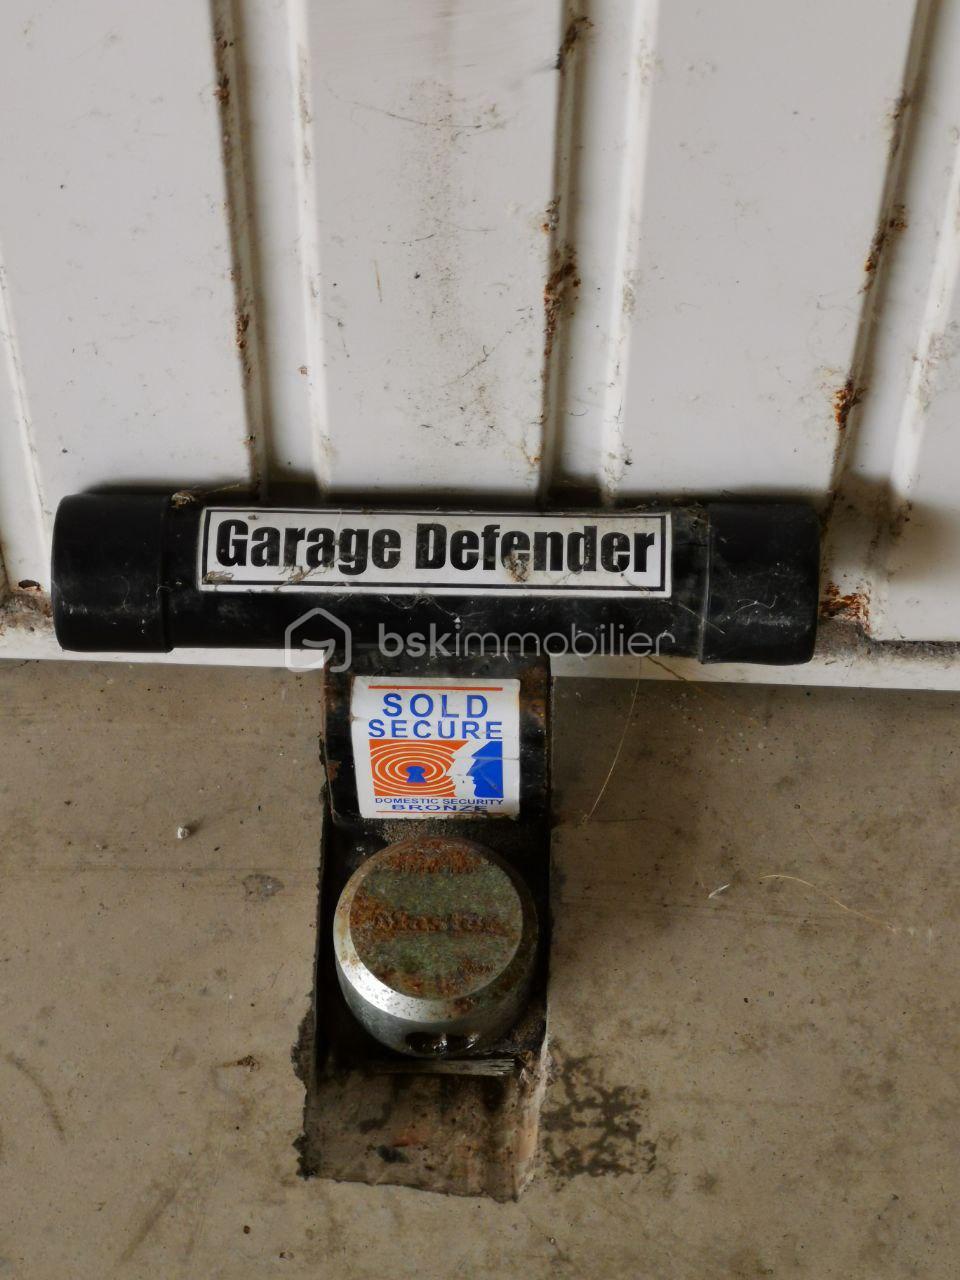 Garage Defender
bskimmobilier
SOLD
SECURE
DOMESTIC SECURITY
BRONZE